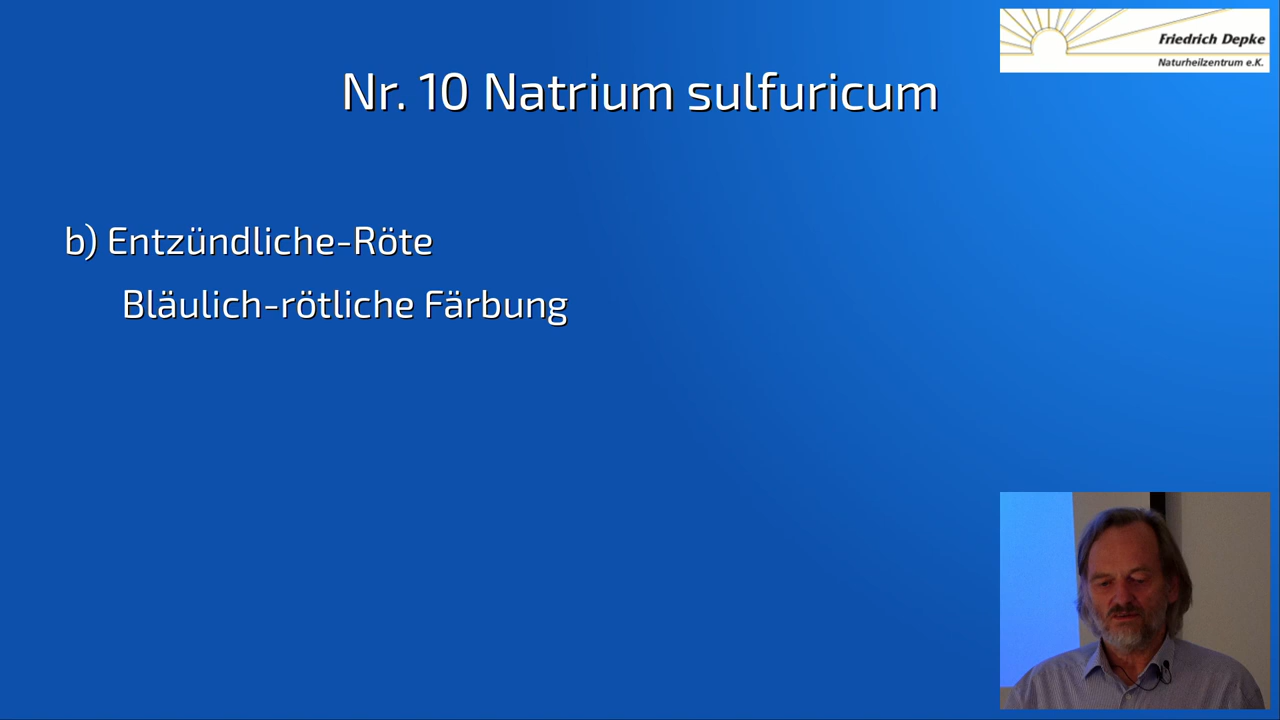 Friedrich Depke
Naturheilzentrum e.K.
Nr. 10 Natrium sulfuricum
b) Entzündliche-Röte
Bläulich-rötliche Färbung